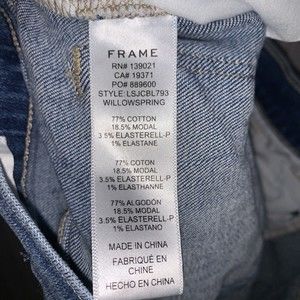 FRAME
RN# 139021
CA# 19371
PO# 889600
STYLE: LSJCBL793
WILLOWSPRING
77% COTTON
18.5% MODAL
3.5% ELASTERELL-P
1% ELASTANE
77% COTON
18.5% MODAL
3.5% ELASTERELL-P
1% ELASTHANNE
77% ALGODÓN
18.5% MODAL
3.5% ELASTERELL-P
1% ELASTANO
MADE IN CHINA
FABRIQUÉ EN
CHINE
HECHO EN CHINA